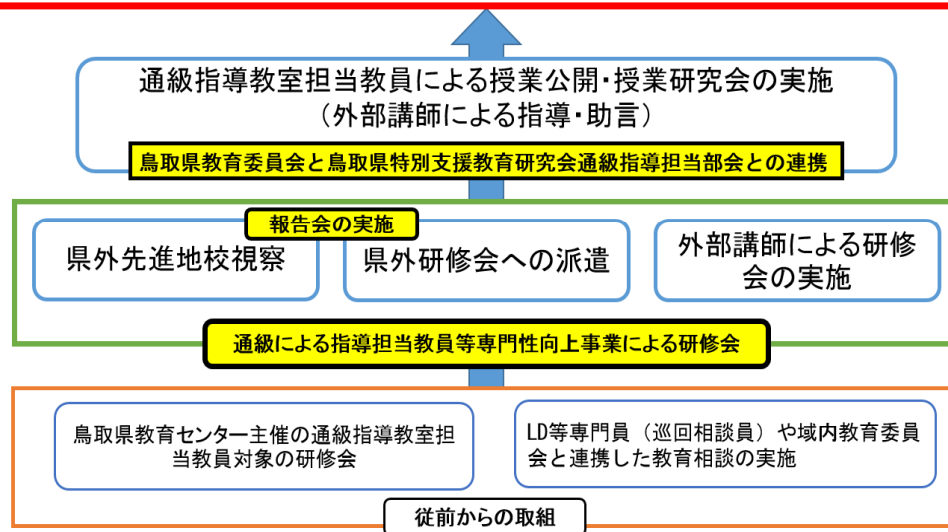 通級指導教室担当教員による授業公開・授業研究会の実施
（外部講師による指導・助言）
鳥取県教育委員会と鳥取県特別支援教育研究会通級指導担当部会との連携
報告会の実施
県外先進地校視察
県外研修会への派遣
外部講師による研修
会の実施
通級による指導担当教員等専門性向上事業による研修会
鳥取県教育センター主催の通級指導教室担
当教員対象の研修会
LD等専門員（巡回相談員）や域内教育委員
会と連携した教育相談の実施
従前からの取組